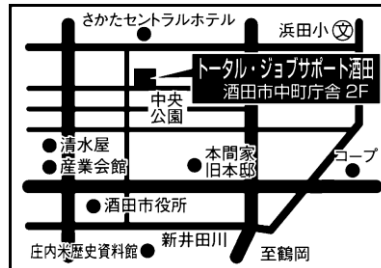 さかたセントラルホテル
浜田小 文
トータル・ジョブサポート酒田
酒田市中町庁舎 2F
中央
公園
清水屋
産業会館
本間家
旧本邸
コープ
酒田市役所
新井田川
庄内米歴史資料館
至鶴岡